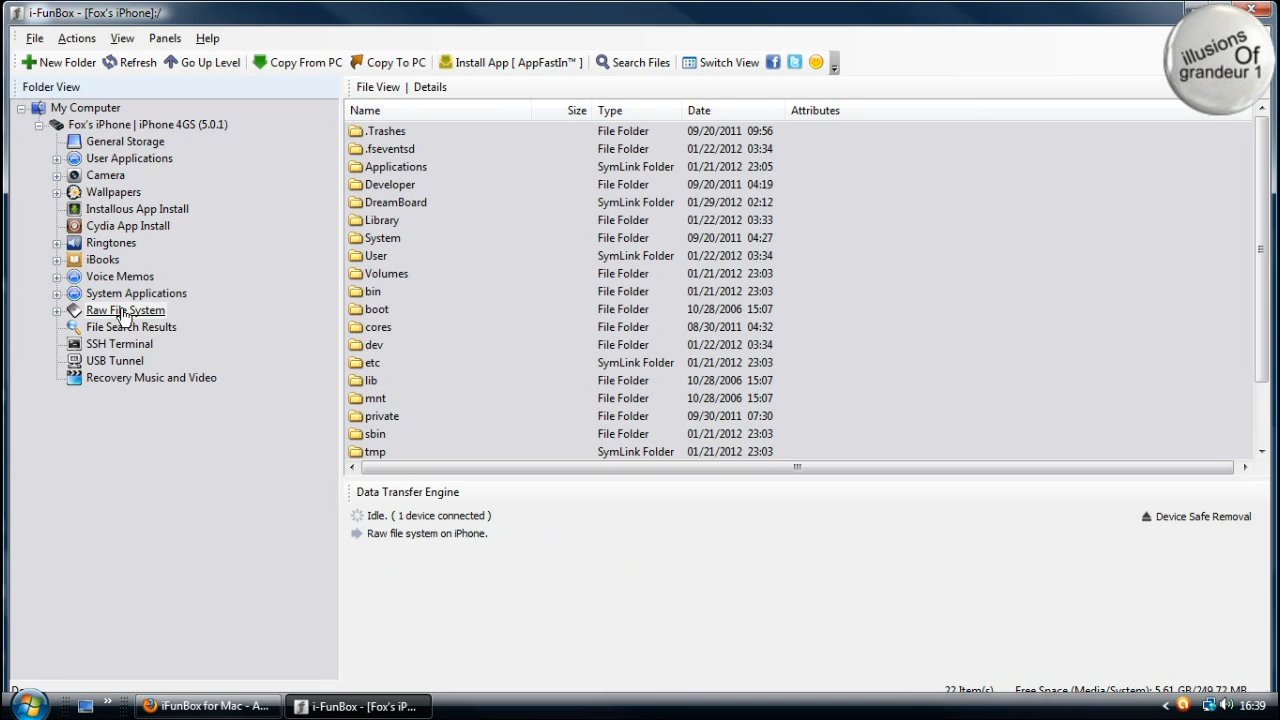 i-FunBox - [Fox's iPhone]:/
illusions
Of
grandeur 1
File Actions View Panels Help
New Folder Refresh Go Up Level Copy From PC Copy To PC Install App [ AppFastIn™ ] Search Files Switch View
Folder View
File View | Details
My Computer
Fox's iPhone | iPhone 4GS (5.0.1)
General Storage
User Applications
Camera
Wallpapers
Installous App Install
Cydia App Install
Ringtones
iBooks
Voice Memos
System Applications
Raw File System
File Search Results
SSH Terminal
USB Tunnel
Recovery Music and Video
Name Size Type Date Attributes
.Trashes File Folder 09/20/2011 09:56
.fseventsd File Folder 01/22/2012 03:34
Applications SymLink Folder 01/21/2012 23:05
Developer File Folder 09/20/2011 04:19
DreamBoard SymLink Folder 01/29/2012 02:12
Library File Folder 01/22/2012 03:33
System File Folder 09/20/2011 04:27
User SymLink Folder 01/22/2012 03:34
Volumes File Folder 01/21/2012 23:03
bin File Folder 01/21/2012 23:03
boot File Folder 10/28/2006 15:07
cores File Folder 08/30/2011 04:32
dev File Folder 01/22/2012 03:34
etc SymLink Folder 01/21/2012 23:03
lib File Folder 10/28/2006 15:07
mnt File Folder 10/28/2006 15:07
private File Folder 09/30/2011 07:30
sbin File Folder 01/21/2012 23:03
tmp SymLink Folder 01/21/2012 23:03
Data Transfer Engine
Idle. ( 1 device connected )
Device Safe Removal
Raw file system on iPhone.
22 Item(s) Free Space (Media/System): 5.61 GB/249.72 MB
iFunBox for Mac - A...
i-FunBox - [Fox's iP...
16:39